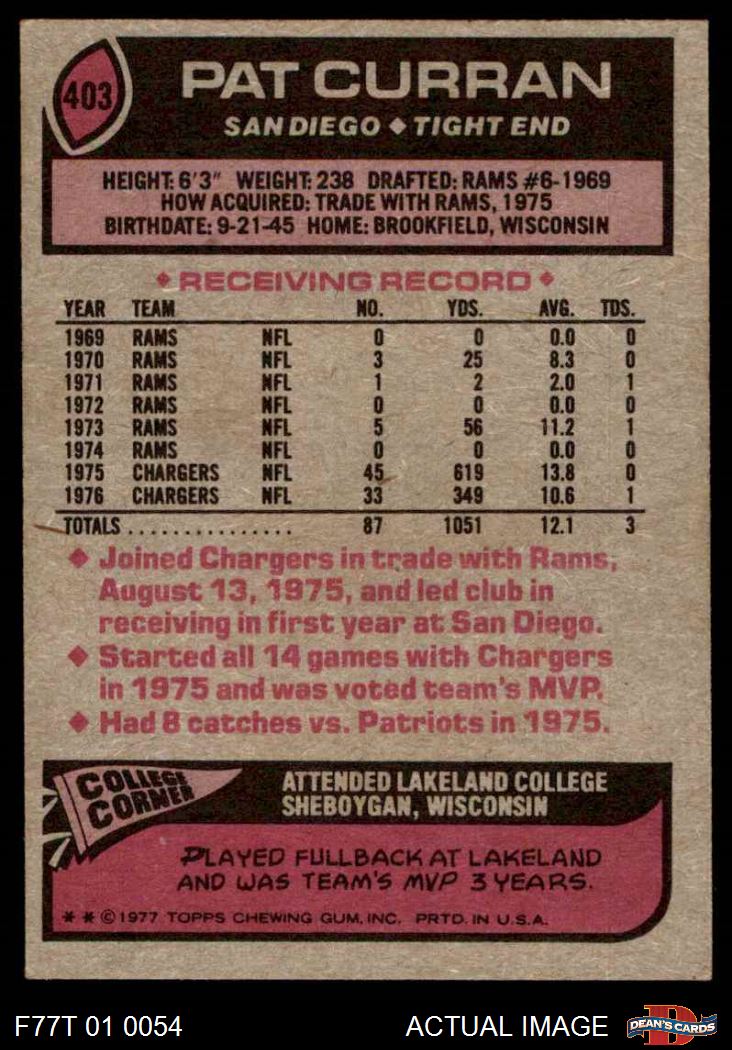 403
PAT CURRAN
SAN DIEGO ◆ TIGHT END
HEIGHT: 6'3" WEIGHT: 238 DRAFTED: RAMS #6-1969
HOW ACQUIRED: TRADE WITH RAMS, 1975
BIRTHDATE: 9-21-45 HOME: BROOKFIELD, WISCONSIN
◆ RECEIVING RECORD ◆
YEAR TEAM NO. YDS. AVG. TDS.
1969 RAMS NFL 0 0 0.0 0
1970 RAMS NFL 3 25 8.3 0
1971 RAMS NFL 1 2 2.0 1
1972 RAMS NFL 0 0 0.0 0
1973 RAMS NFL 5 56 11.2 1
1974 RAMS NFL 0 0 0.0 0
1975 CHARGERS NFL 45 619 13.8 0
1976 CHARGERS NFL 33 349 10.6 1
TOTALS ............... 87 1051 12.1 3
◆ Joined Chargers in trade with Rams,
August 13, 1975, and led club in
receiving in first year at San Diego.
◆ Started all 14 games with Chargers
in 1975 and was voted team's MVP.
◆ Had 8 catches vs. Patriots in 1975.
COLLEGE
CORNER
ATTENDED LAKELAND COLLEGE
SHEBOYGAN, WISCONSIN
PLAYED FULLBACK AT LAKELAND
AND WAS TEAM'S MVP 3 YEARS.
* * © 1977 TOPPS CHEWING GUM, INC. PRTD. IN U.S.A.
F77T 01 0054 ACTUAL IMAGE
D
DEAN'S CARDS